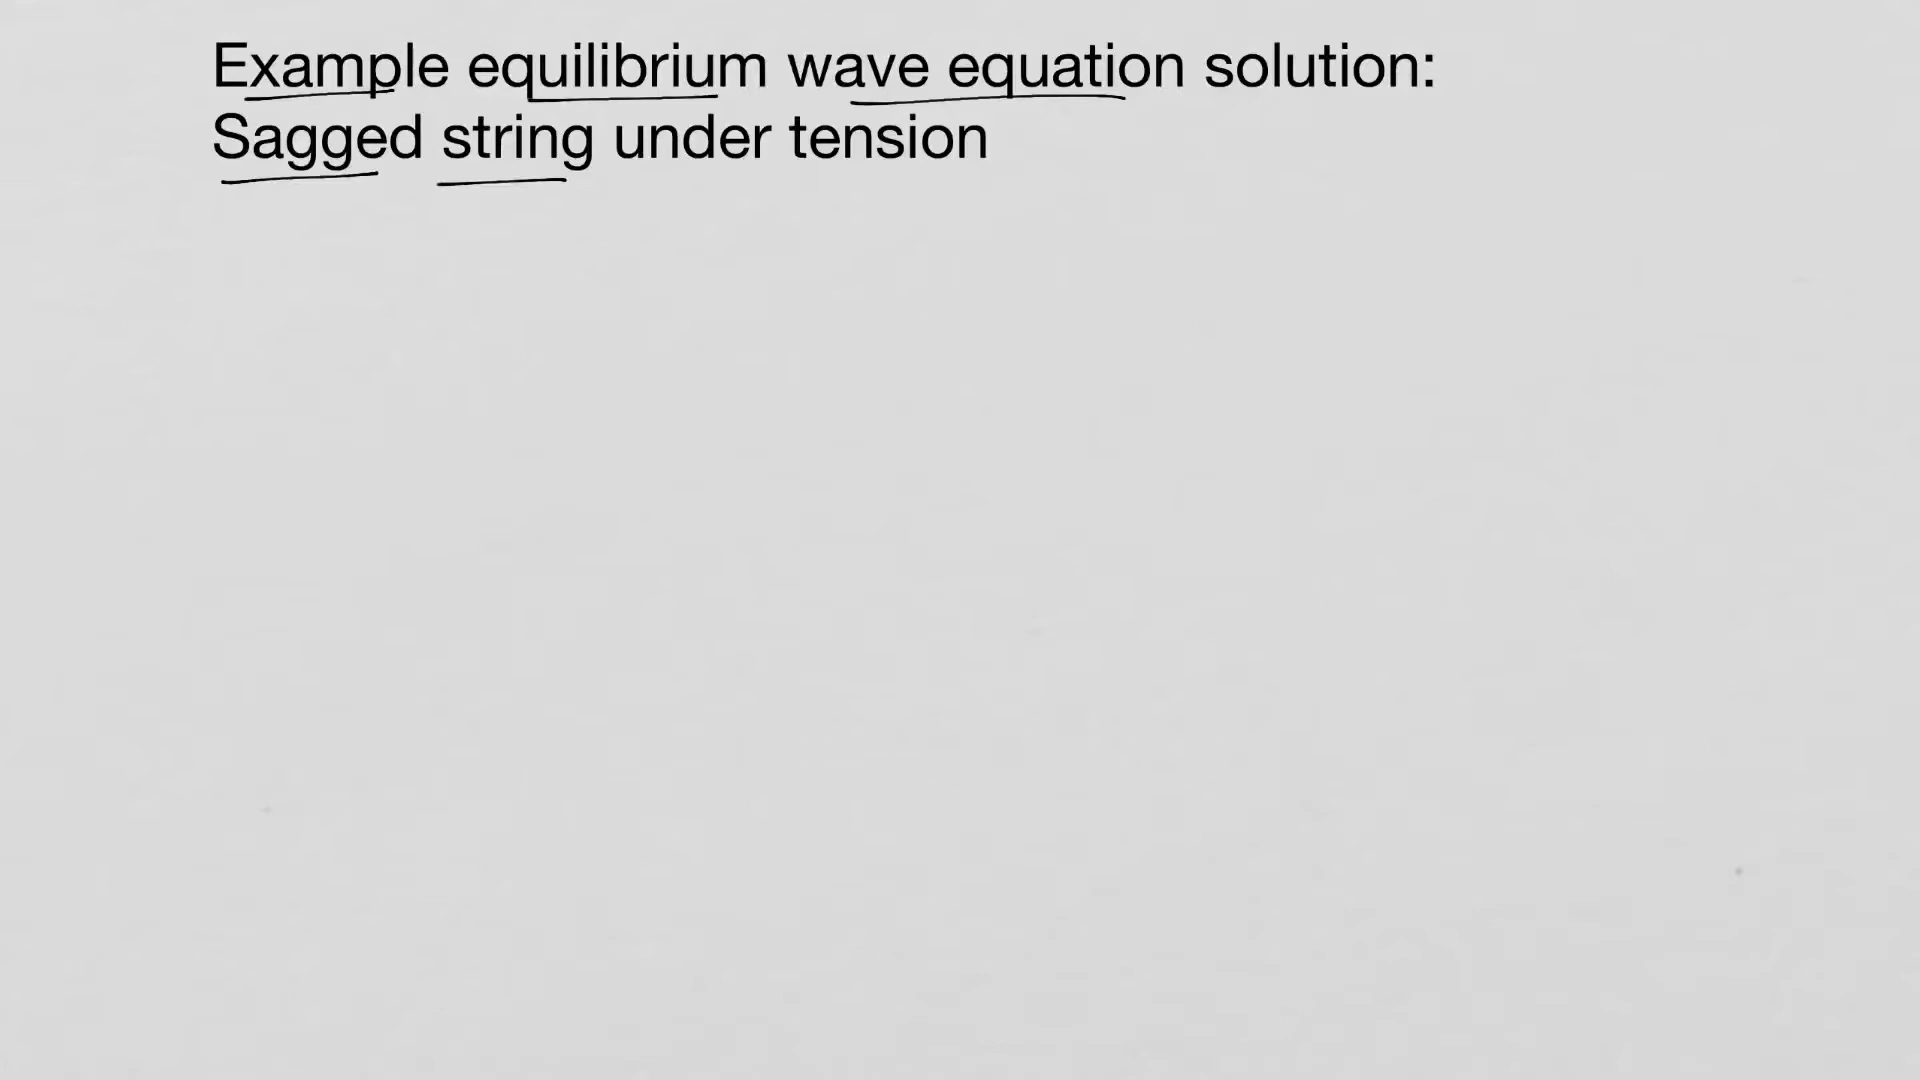 Example equilibrium wave equation solution:
Sagged string under tension